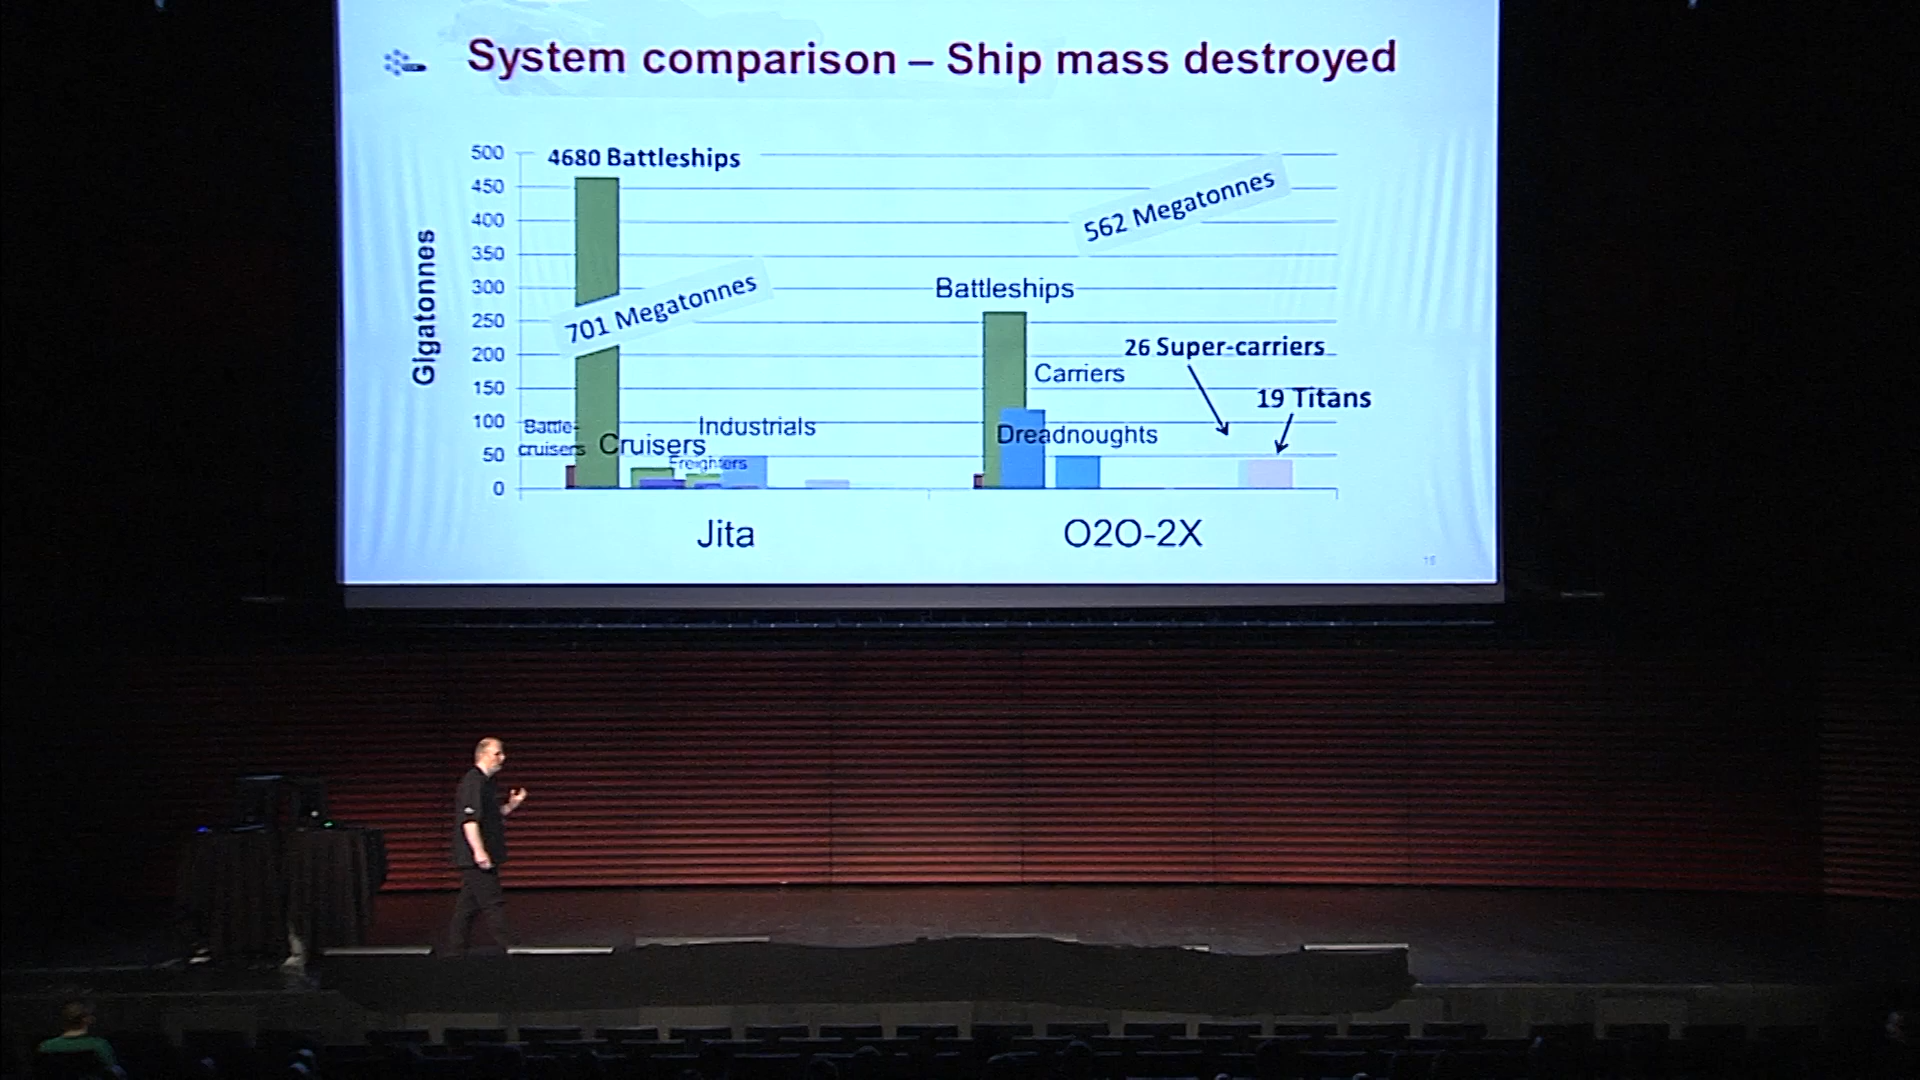 System comparison – Ship mass destroyed
Gigatonnes
500
450
400
350
300
250
200
150
100
50
0
4680 Battleships
701 Megatonnes
Battle-
cruisers
Cruisers
Freighters
Industrials
Jita
562 Megatonnes
Battleships
26 Super-carriers
Carriers
19 Titans
Dreadnoughts
O2O-2X